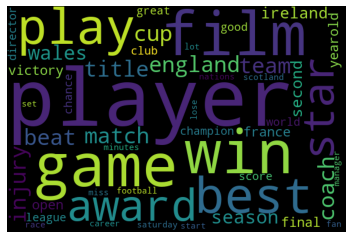 director
play
cup
great
film
ireland
yearold
wales
club
good
lot
victory
title
england
team
second
chance
nations
scotland
set
player
star
beat
match
lose
champion
france
world
injury
game
minutes
win
coach
manager
miss
football
score
open
award
best
league
career
season
final
race
saturday
start
fan